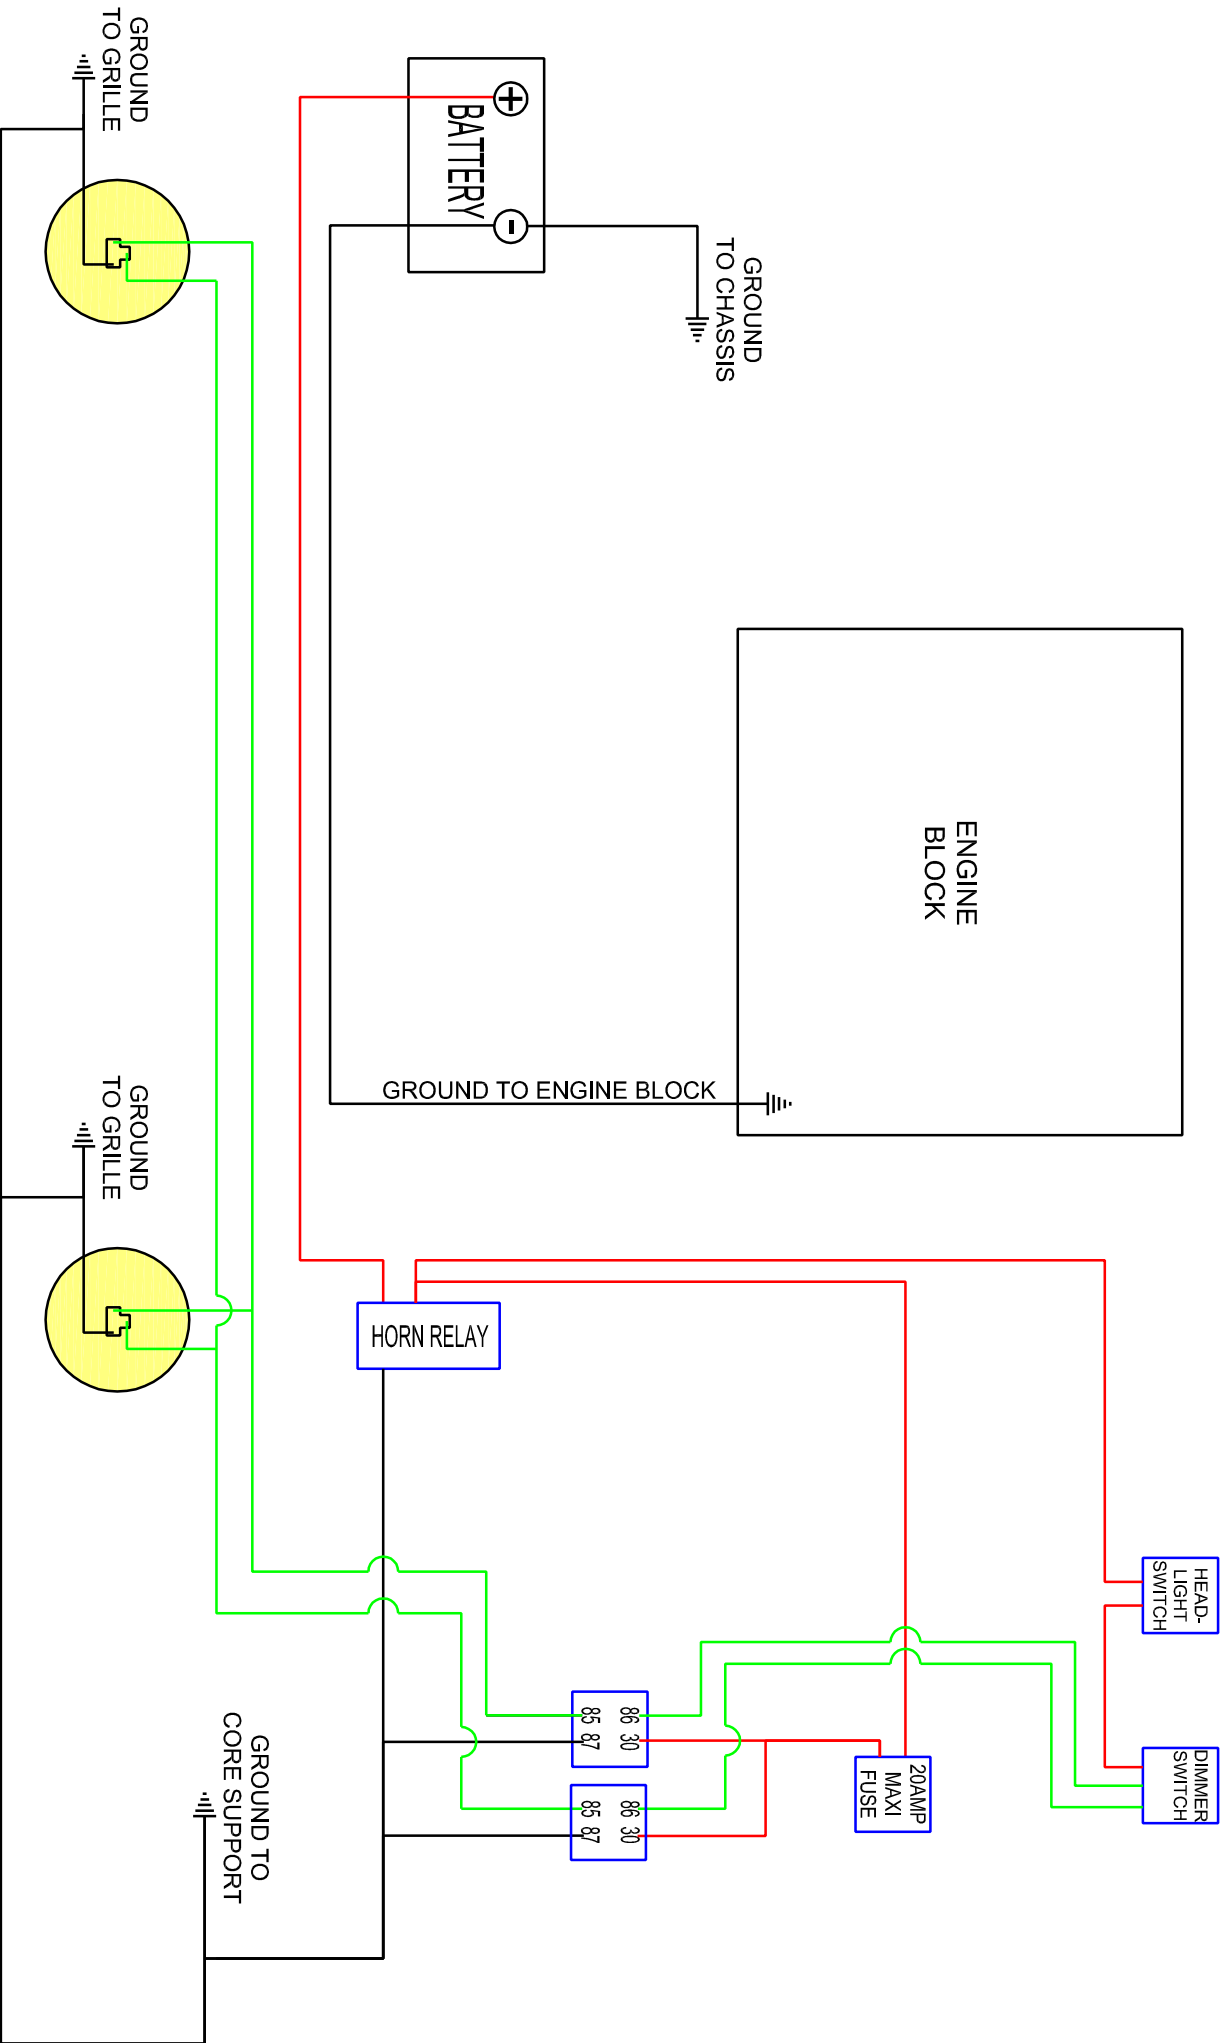 GROUND
TO GRILLE
BATTERY
+
-
GROUND
TO CHASSIS
ENGINE
BLOCK
GROUND TO ENGINE BLOCK
GROUND
TO GRILLE
HORN RELAY
HEAD-
LIGHT
SWITCH
DIMMER
SWITCH
20AMP
MAXI
FUSE
86
30
85
87
86
30
85
87
GROUND TO
CORE SUPPORT